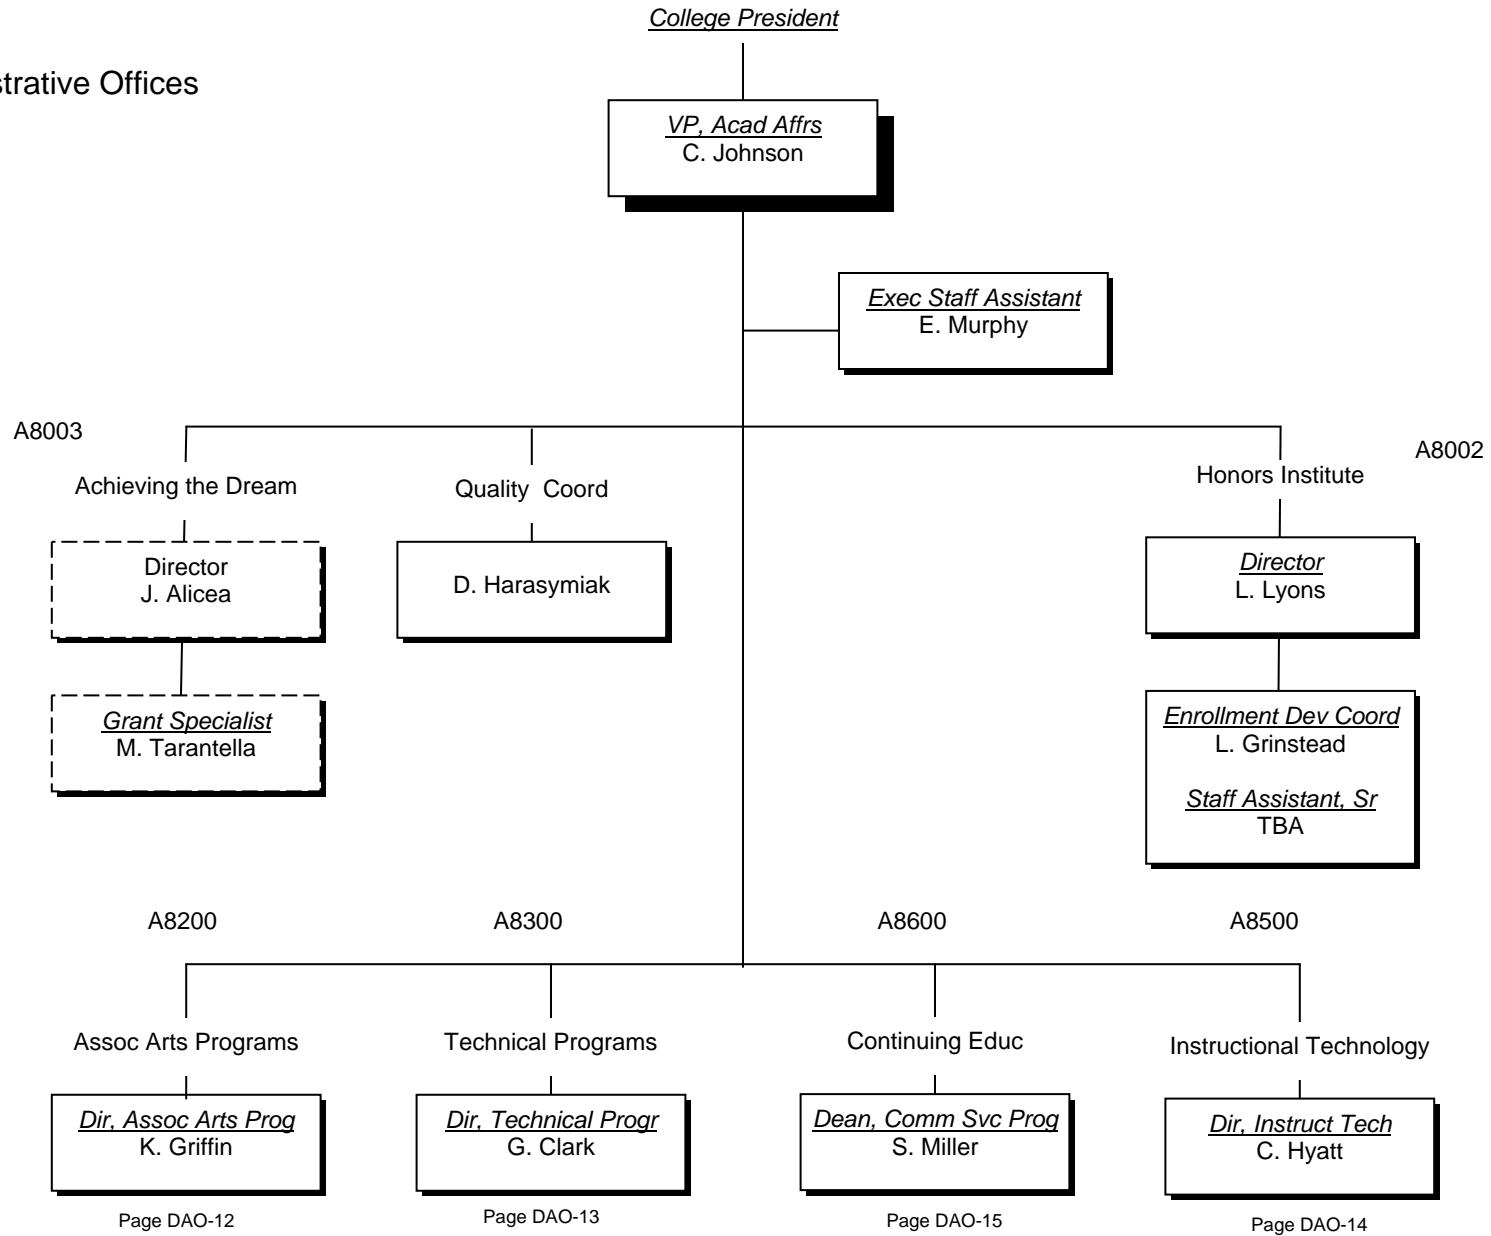 College President
strative Offices
VP, Acad Affrs
C. Johnson
Exec Staff Assistant
E. Murphy
A8003
A8002
Achieving the Dream
Quality Coord
Honors Institute
Director
J. Alicea
D. Harasymiak
Director
L. Lyons
Grant Specialist
M. Tarantella
Enrollment Dev Coord
L. Grinstead
Staff Assistant, Sr
TBA
A8200
A8300
A8600
A8500
Assoc Arts Programs
Technical Programs
Continuing Educ
Instructional Technology
Dir, Assoc Arts Prog
K. Griffin
Dir, Technical Progr
G. Clark
Dean, Comm Svc Prog
S. Miller
Dir, Instruct Tech
C. Hyatt
Page DAO-12
Page DAO-13
Page DAO-15
Page DAO-14